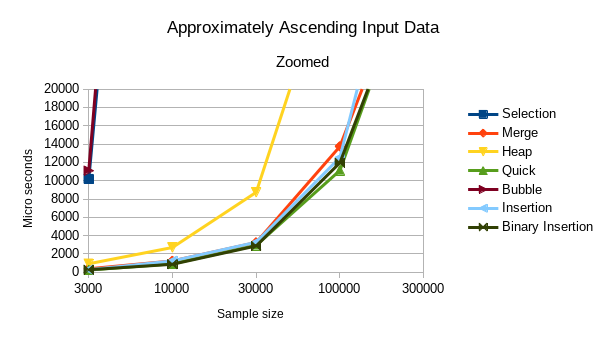 Approximately Ascending Input Data
Zoomed
20000
18000
16000
14000
12000
10000
8000
6000
4000
2000
0
Micro seconds
3000 10000 30000 100000 300000
Sample size
Selection
Merge
Heap
Quick
Bubble
Insertion
Binary Insertion